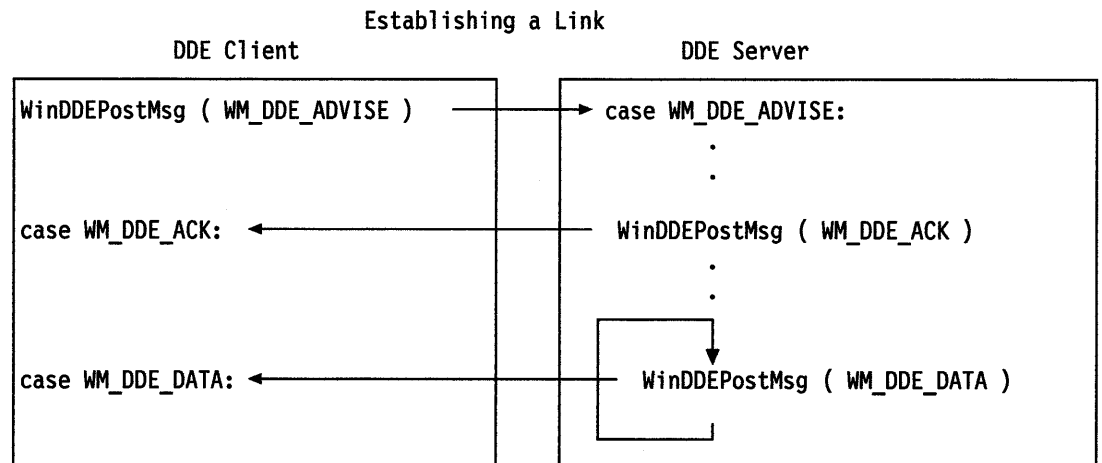 Establishing a Link
DDE Client DDE Server
WinDDEPostMsg ( WM_DDE_ADVISE ) case WM_DDE_ADVISE:
.
.
case WM_DDE_ACK: WinDDEPostMsg ( WM_DDE_ACK )
.
.
case WM_DDE_DATA: WinDDEPostMsg ( WM_DDE_DATA )